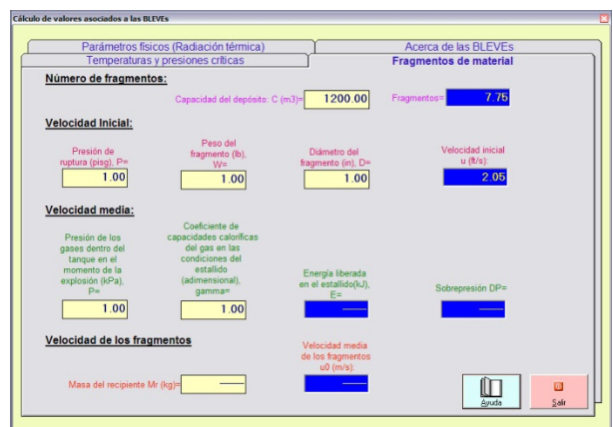 Cálculo de valores asociados a las BLEVEs
Parámetros físicos (Radiación térmica)
Acerca de las BLEVEs
Temperaturas y presiones críticas
Fragmentos de material
Número de fragmentos:
Capacidad del depósito: C (m3)=
1200.00
Fragmentos=
7.75
Velocidad Inicial:
Presión de
ruptura (pisg), P=
1.00
Peso del
fragmento (lb),
W=
1.00
Diámetro del
fragmento (in), D=
1.00
Velocidad inicial
u (ft/s):
2.05
Velocidad media:
Presión de los
gases dentro del
tanque en el
momento de la
explosión (kPa),
P=
1.00
Coeficiente de
capacidades caloríficas
del gas en las
condiciones del
estallido
(adimensional),
gamma=
1.00
Energía liberada
en el estallido(kJ),
E=
Sobrepresión DP=
Velocidad de los fragmentos
Masa del recipiente Mr (kg)=
Velocidad media
de los fragmentos
u0 (m/s):
Ayuda
Salir